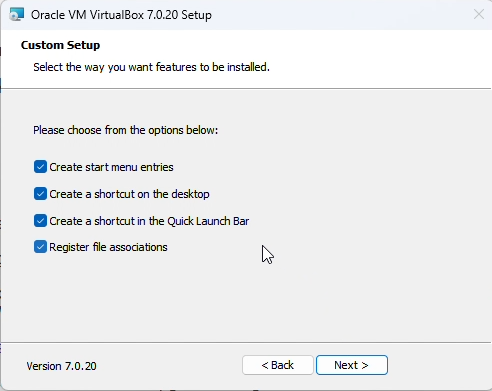 Oracle VM VirtualBox 7.0.20 Setup
Custom Setup
Select the way you want features to be installed.
Please choose from the options below:
Create start menu entries
Create a shortcut on the desktop
Create a shortcut in the Quick Launch Bar
Register file associations
Version 7.0.20
< Back
Next >